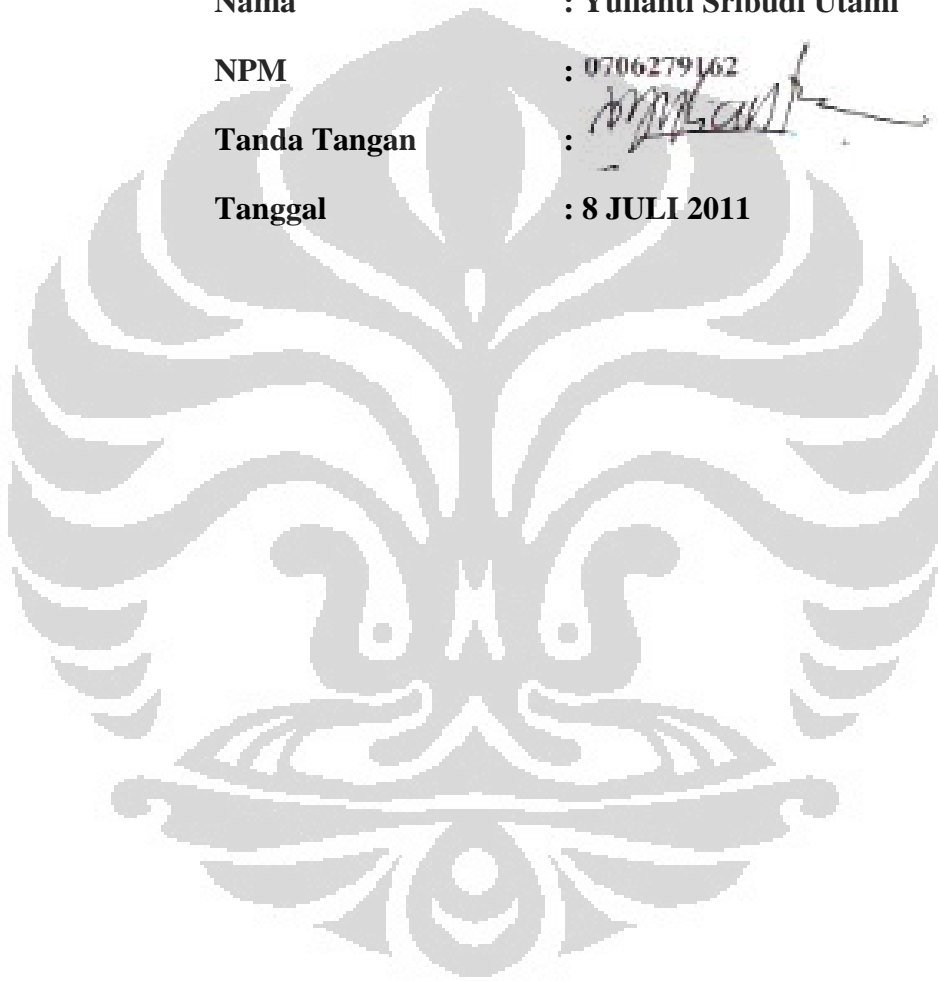 Nama : Yulianti Sribudi Utami
NPM : 0706279162
Tanda Tangan :
Tanggal : 8 JULI 2011